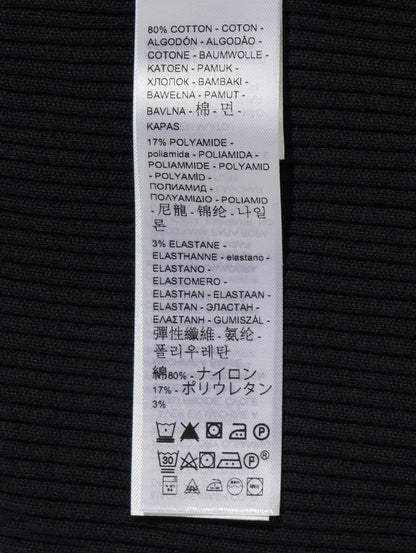 80% COTTON - COTON -
ALGODÓN - ALGODÃO -
COTONE - BAUMWOLLE -
KATOEN - PAMUK -
ХЛОПОК - BAMBAKI -
BAWEŁNA - PAMUT -
BAVLNA - 棉 - 면 -
KAPAS
17% POLYAMIDE -
poliamida - POLIAMIDA -
POLIAMMIDE - POLYAMID
- POLYAMİD -
ПОЛИАМИД -
ΠΟΛΥΑΜΙΔΙΟ - POLIAMID
- 尼龍 - 锦纶 - 나일
론
3% ELASTANE -
ELASTHANNE - elastano -
ELASTANO -
ELASTOMERO -
ELASTHAN - ELASTAAN -
ELASTAN - ЭЛАСТАН -
ΕΛΑΣΤΑΝΗ - GUMISZÁL -
彈性纖維 - 氨纶 -
폴리우레탄
綿80% - ナイロン
17% - ポリウレタン
3%
P
30 P®